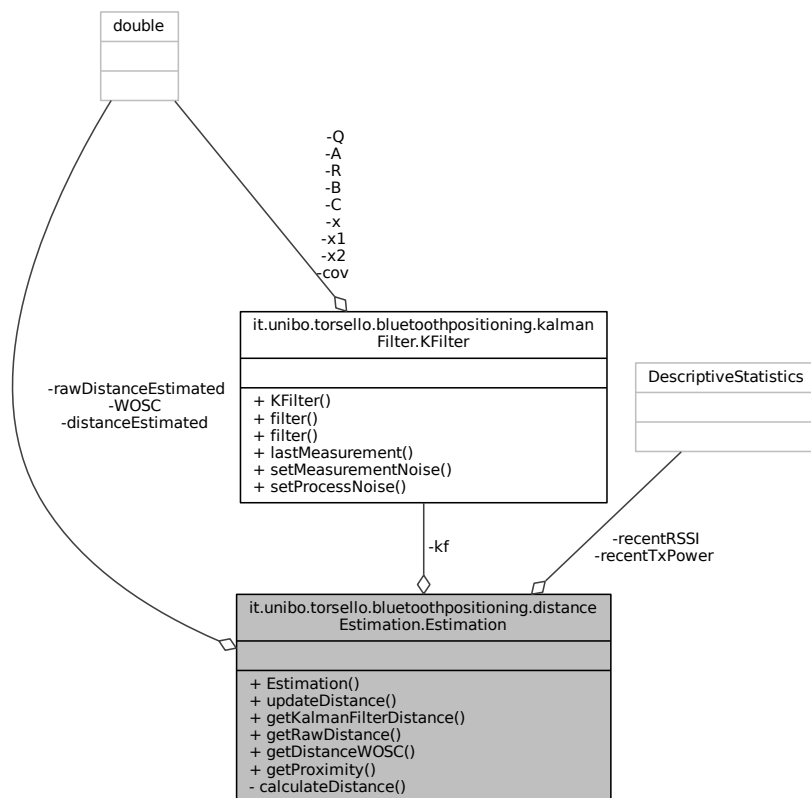 double
-Q
-A
-R
-B
-C
-x
-x1
-x2
-cov
it.unibo.torsello.bluetoothpositioning.kalman
Filter.KFilter
+ KFilter()
+ filter()
+ filter()
+ lastMeasurement()
+ setMeasurementNoise()
+ setProcessNoise()
DescriptiveStatistics
-rawDistanceEstimated
-WOSC
-distanceEstimated
-kf
-recentRSSI
-recentTxPower
it.unibo.torsello.bluetoothpositioning.distance
Estimation.Estimation
+ Estimation()
+ updateDistance()
+ getKalmanFilterDistance()
+ getRawDistance()
+ getDistanceWOSC()
+ getProximity()
- calculateDistance()